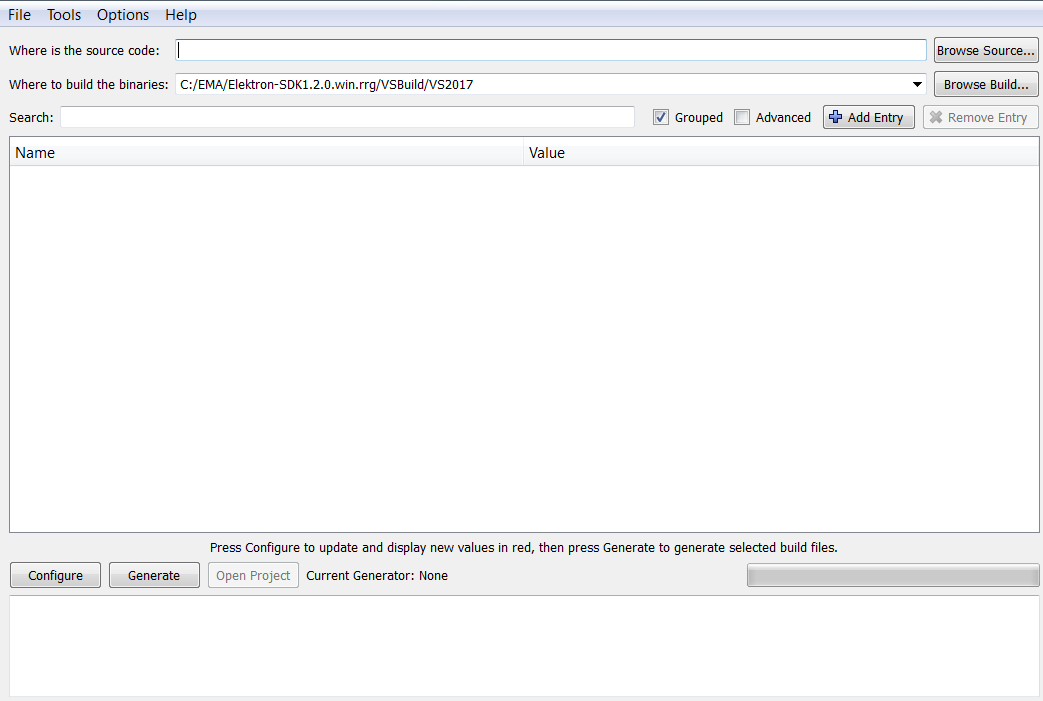 File Tools Options Help
Where is the source code: Browse Source...
Where to build the binaries: C:/EMA/Elektron-SDK1.2.0.win.rrg/VSBuild/VS2017 Browse Build...
Search: Grouped Advanced Add Entry Remove Entry
Name Value
Press Configure to update and display new values in red, then press Generate to generate selected build files.
Configure Generate Open Project Current Generator: None